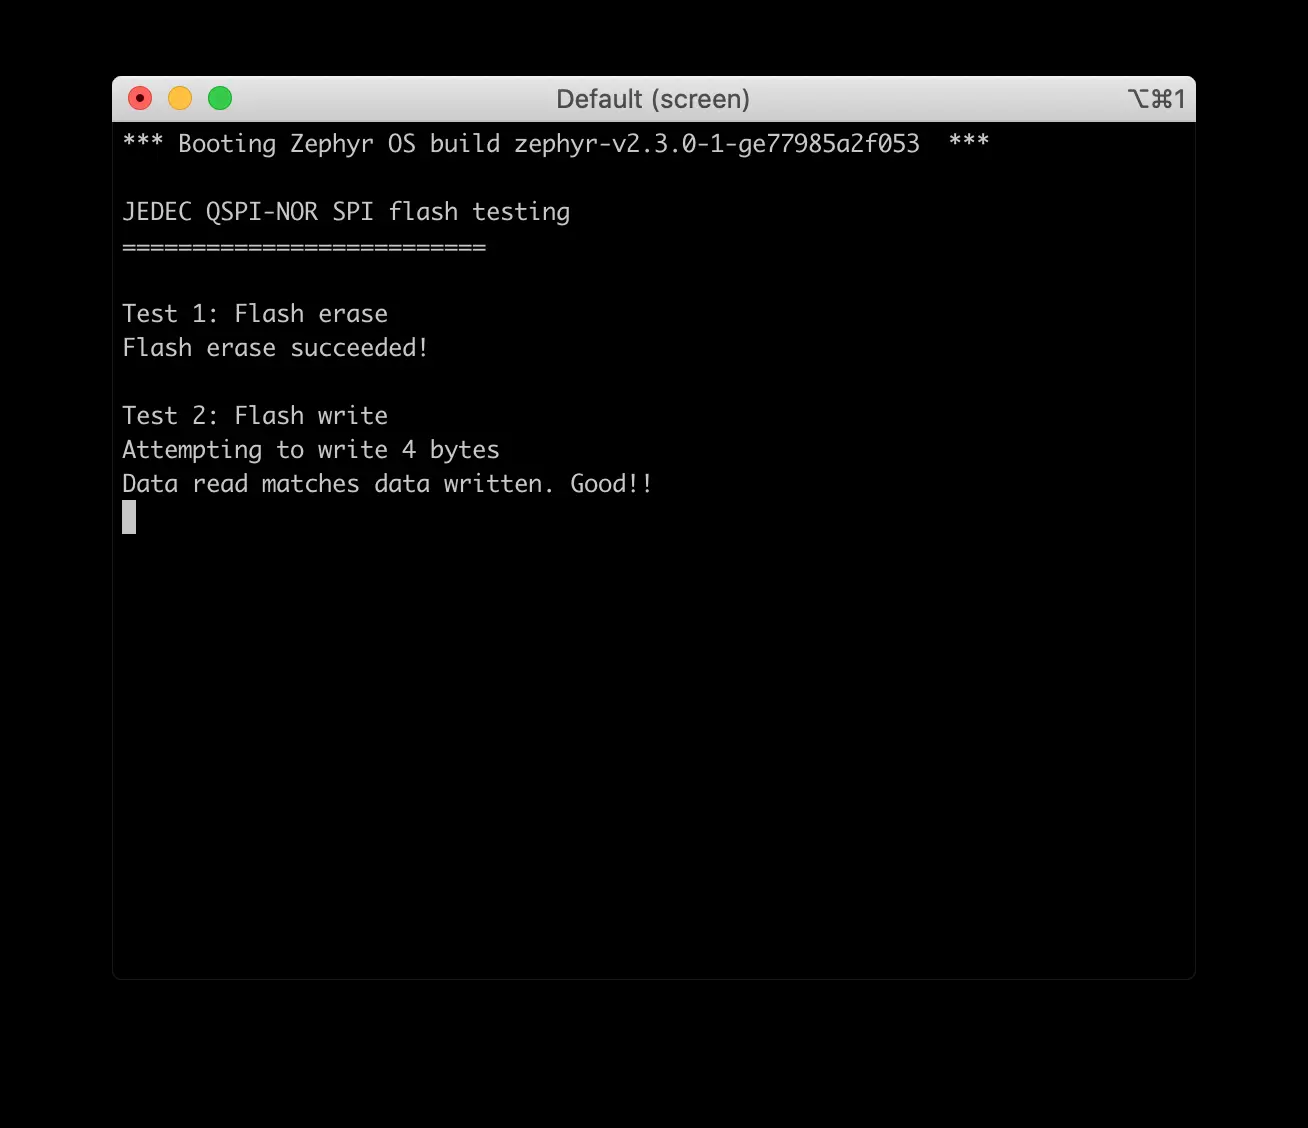 Default (screen) ⌥⌘1
*** Booting Zephyr OS build zephyr-v2.3.0-1-ge77985a2f053  ***
JEDEC QSPI-NOR SPI flash testing
==========================
Test 1: Flash erase
Flash erase succeeded!
Test 2: Flash write
Attempting to write 4 bytes
Data read matches data written. Good!!